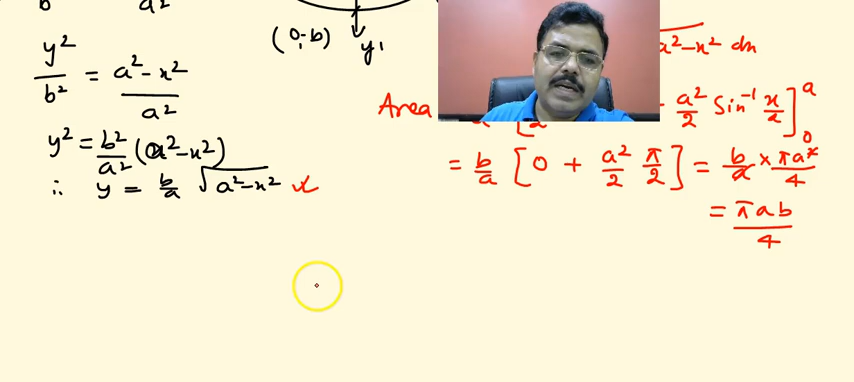 b a²
(0,-b) y₁
y²/b² = a²-x²/a²
y² = b²/a² (a²-x²)
∴ y = b/a √a²-x²
a²-x² dx
Area a²/2 Sin⁻¹ x/a ]₀ᵃ
= b/a [ 0 + a²/2 π/2 ] = b/a × πa²/4
= πab/4